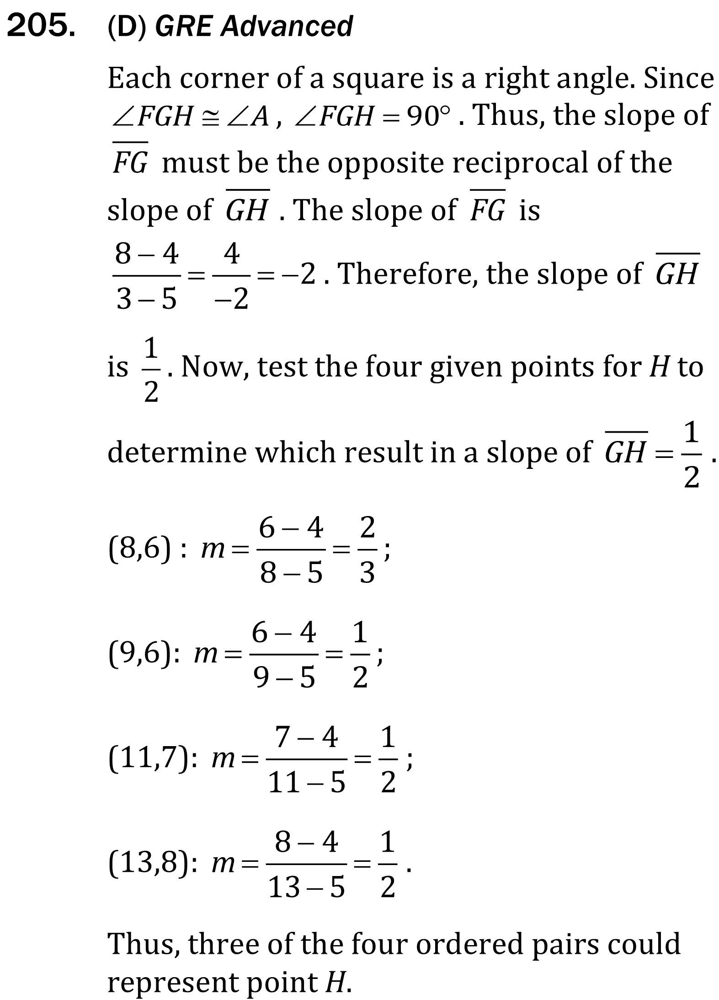 205. (D) GRE Advanced
Each corner of a square is a right angle. Since
∠FGH ≅ ∠A , ∠FGH = 90° . Thus, the slope of
\overline{FG} must be the opposite reciprocal of the
slope of \overline{GH} . The slope of \overline{FG} is
\frac{8 – 4}{3 – 5} = \frac{4}{–2} = –2 . Therefore, the slope of \overline{GH}
is \frac{1}{2} . Now, test the four given points for H to
determine which result in a slope of \overline{GH} = \frac{1}{2} .
(8,6) : m = \frac{6 – 4}{8 – 5} = \frac{2}{3} ;
(9,6): m = \frac{6 – 4}{9 – 5} = \frac{1}{2} ;
(11,7): m = \frac{7 – 4}{11 – 5} = \frac{1}{2} ;
(13,8): m = \frac{8 – 4}{13 – 5} = \frac{1}{2} .
Thus, three of the four ordered pairs could
represent point H.